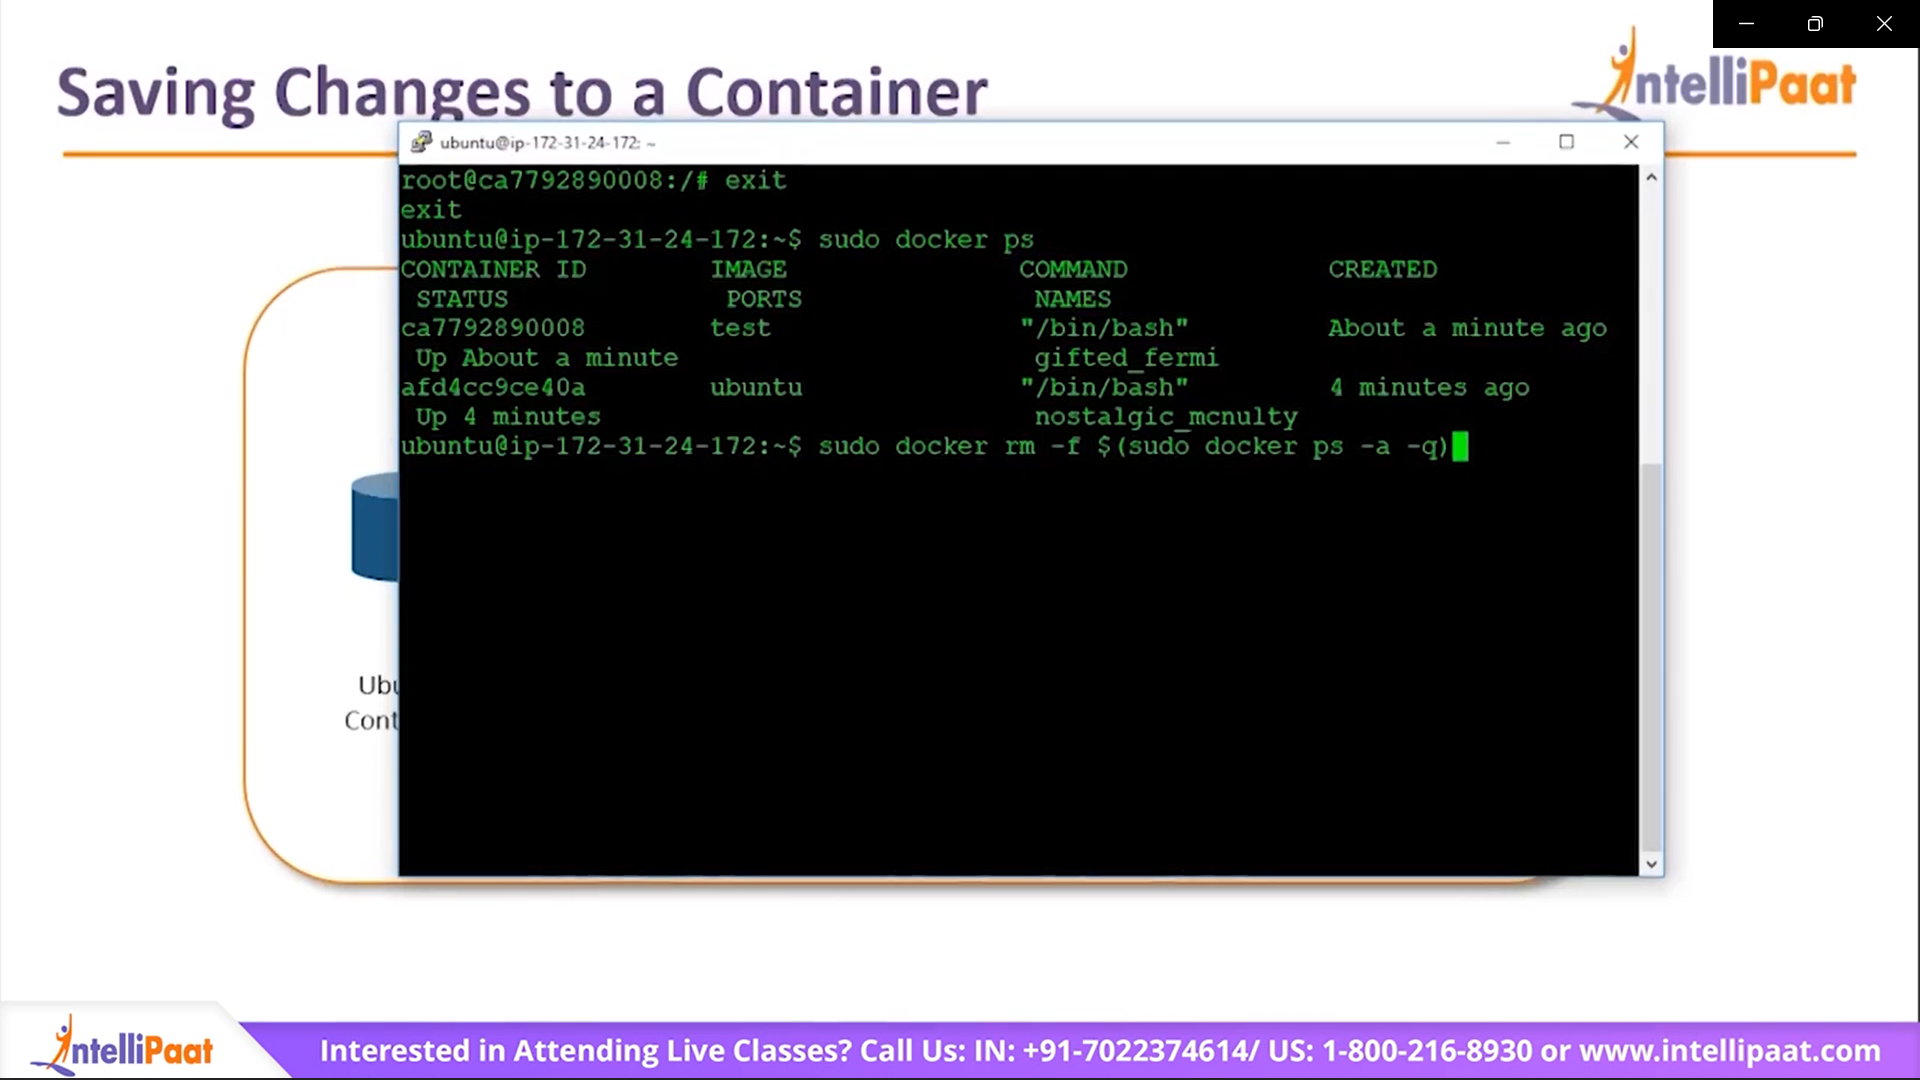 Saving Changes to a Container
IntelliPaat
ubuntu@ip-172-31-24-172: ~
root@ca7792890008:/# exit
exit
ubuntu@ip-172-31-24-172:~$ sudo docker ps
CONTAINER ID        IMAGE               COMMAND             CREATED
 STATUS              PORTS               NAMES
ca7792890008        test                "/bin/bash"         About a minute ago
 Up About a minute                       gifted_fermi
afd4cc9ce40a        ubuntu              "/bin/bash"         4 minutes ago
 Up 4 minutes                            nostalgic_mcnulty
ubuntu@ip-172-31-24-172:~$ sudo docker rm -f $(sudo docker ps -a -q)
Ubu
Cont
IntelliPaat
Interested in Attending Live Classes? Call Us: IN: +91-7022374614/ US: 1-800-216-8930 or www.intellipaat.com